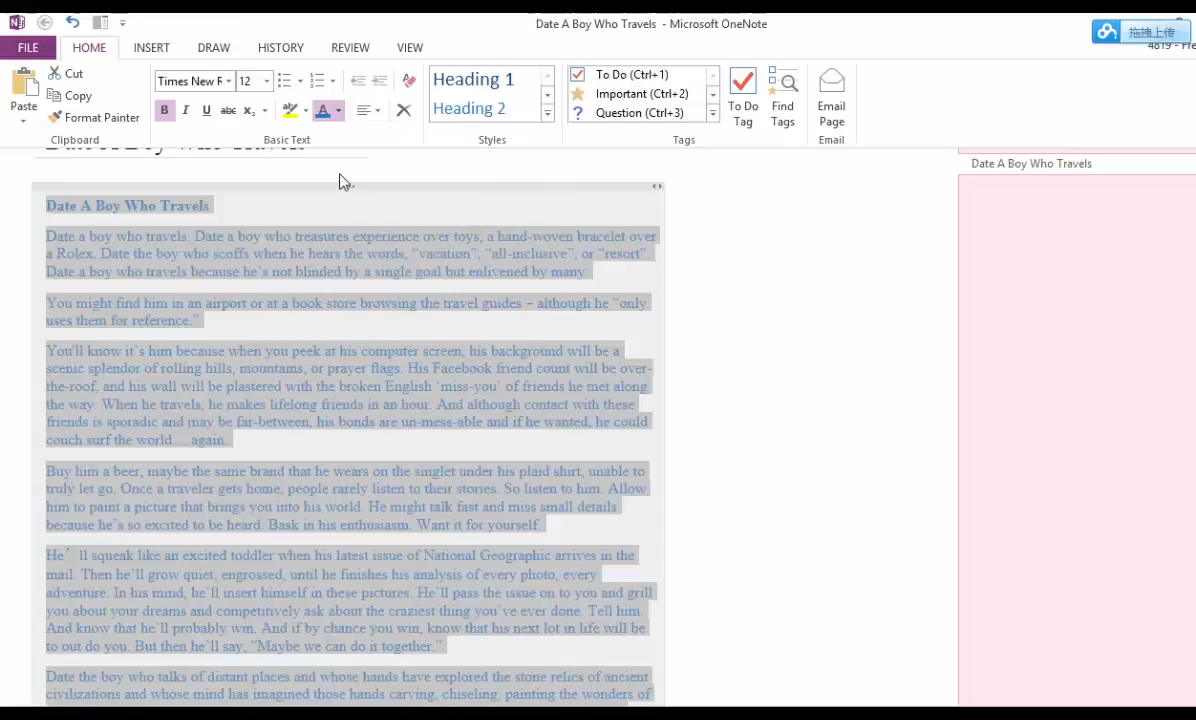 Date A Boy Who Travels - Microsoft OneNote
拖拽上传
FILE HOME INSERT DRAW HISTORY REVIEW VIEW
4819 - Fre
Paste
Cut
Copy
Format Painter
Clipboard
Times New R 12
B I U abc x₂ A
Basic Text
Heading 1
Heading 2
Styles
To Do (Ctrl+1)
Important (Ctrl+2)
? Question (Ctrl+3)
To Do Tag
Find Tags
Tags
Email Page
Email
Date A Boy Who Travels
Date A Boy Who Travels
Date A Boy Who Travels
Date a boy who travels. Date a boy who treasures experience over toys, a hand-woven bracelet over
a Rolex. Date the boy who scoffs when he hears the words, “vacation”, “all-inclusive”, or “resort”.
Date a boy who travels because he’s not blinded by a single goal but enlivened by many.
You might find him in an airport or at a book store browsing the travel guides – although he “only
uses them for reference.”
You’ll know it’s him because when you peek at his computer screen, his background will be a
scenic splendor of rolling hills, mountains, or prayer flags. His Facebook friend count will be over-
the-roof, and his wall will be plastered with the broken English ‘miss-you’ of friends he met along
the way. When he travels, he makes lifelong friends in an hour. And although contact with these
friends is sporadic and may be far-between, his bonds are un-mess-able and if he wanted, he could
couch surf the world… again.
Buy him a beer, maybe the same brand that he wears on the singlet under his plaid shirt, unable to
truly let go. Once a traveler gets home, people rarely listen to their stories. So listen to him. Allow
him to paint a picture that brings you into his world. He might talk fast and miss small details
because he’s so excited to be heard. Bask in his enthusiasm. Want it for yourself.
He’ll squeak like an excited toddler when his latest issue of National Geographic arrives in the
mail. Then he’ll grow quiet, engrossed, until he finishes his analysis of every photo, every
adventure. In his mind, he’ll insert himself in these pictures. He’ll pass the issue on to you and grill
you about your dreams and competitively ask about the craziest thing you’ve ever done. Tell him.
And know that he’ll probably win. And if by chance you win, know that his next lot in life will be
to out do you. But then he’ll say, “Maybe we can do it together.”
Date the boy who talks of distant places and whose hands have explored the stone relics of ancient
civilizations and whose mind has imagined those hands carving, chiseling, painting the wonders of